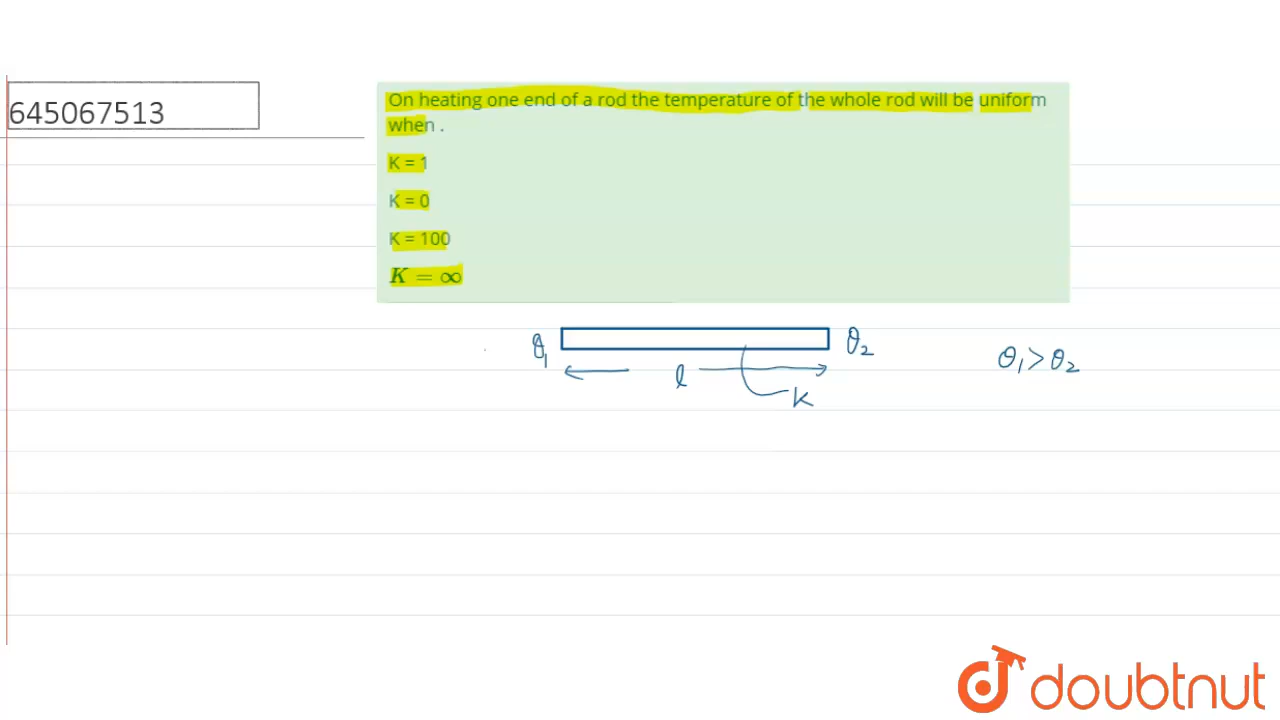 645067513
On heating one end of a rod the temperature of the whole rod will be uniform
when .
K = 1
K = 0
K = 100
K = ∞
θ₁
θ₂
θ₁ > θ₂
l
K
doubtnut